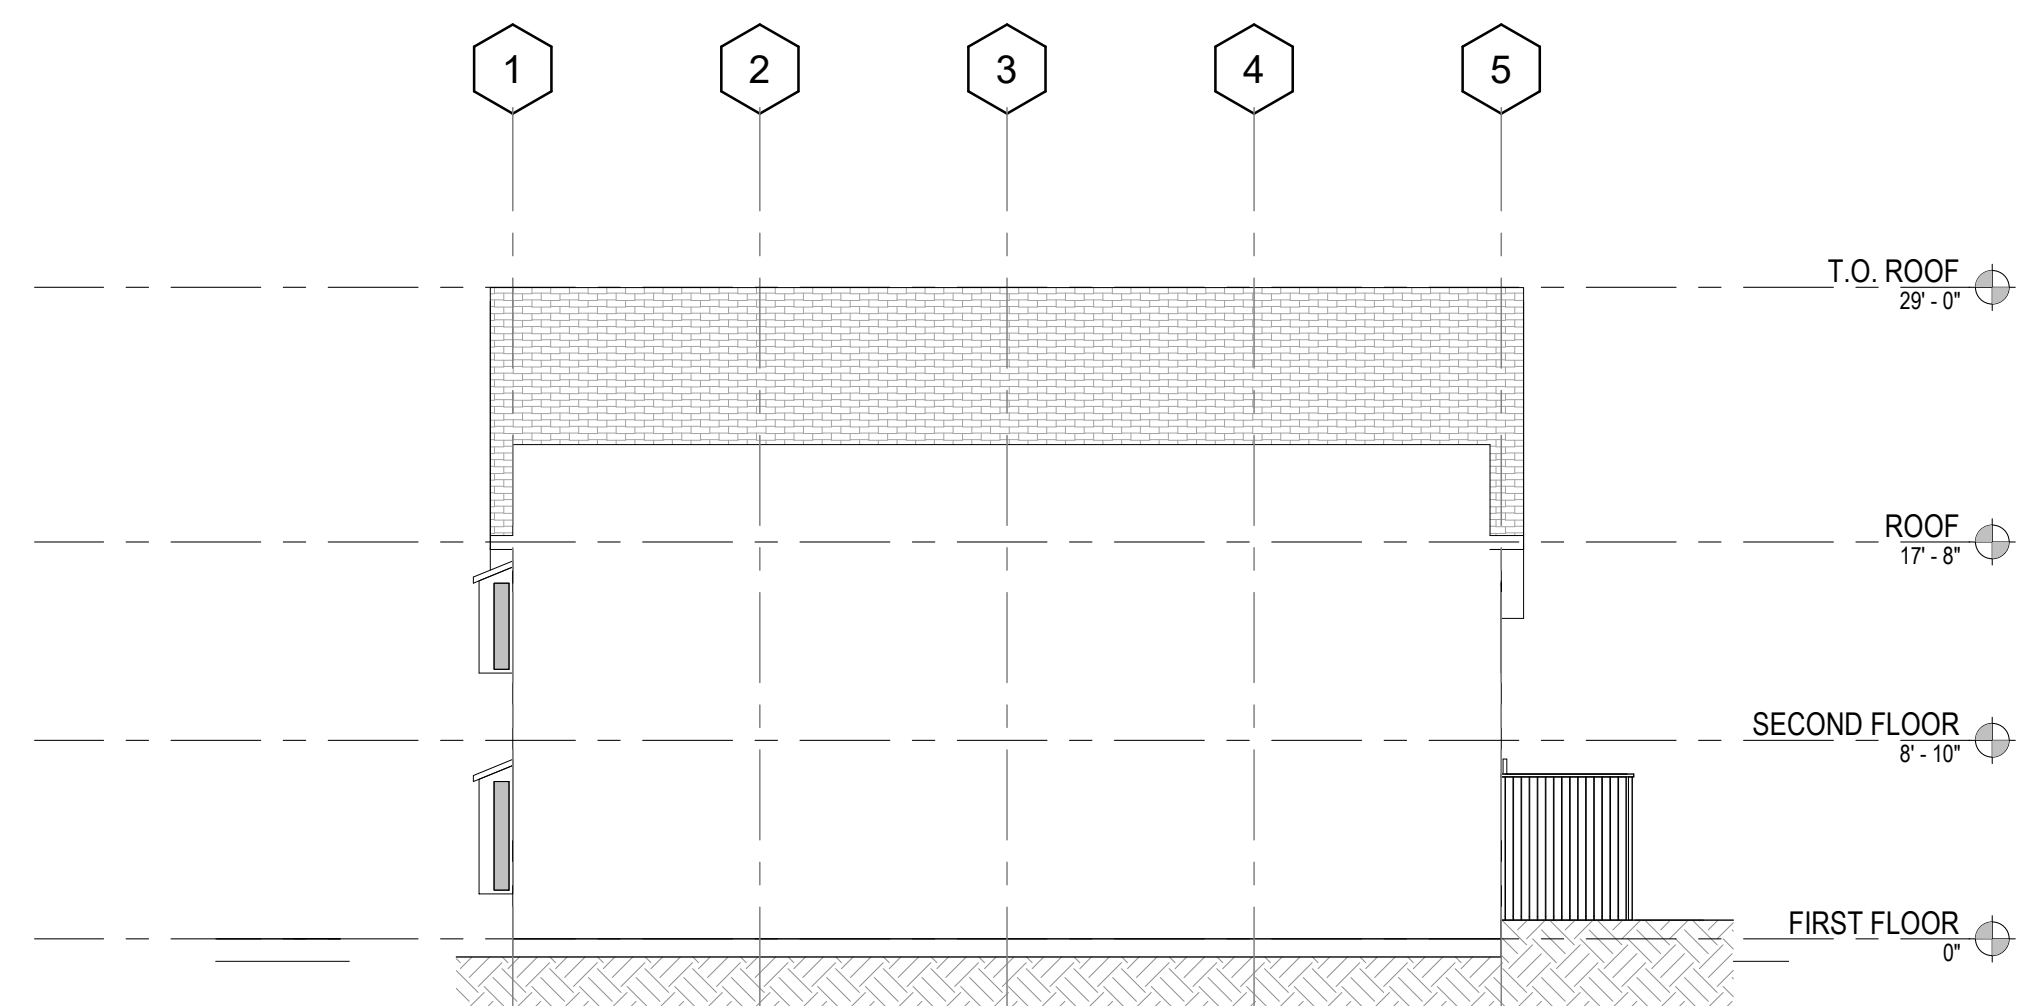 1 2 3 4 5
T.O. ROOF
29' - 0"
ROOF
17' - 8"
SECOND FLOOR
8' - 10"
FIRST FLOOR
0"